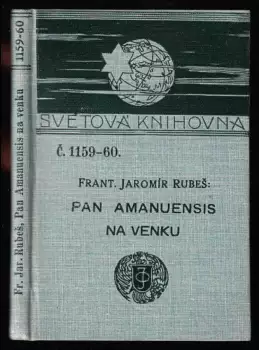 Fr. Jar. Rubeš, Pan Amanuensis na venku 1159-60
SVĚTOVÁ KNIHOVNA
Č. 1159-60.
FRANT. JAROMÍR RUBEŠ:
PAN AMANUENSIS
NA VENKU